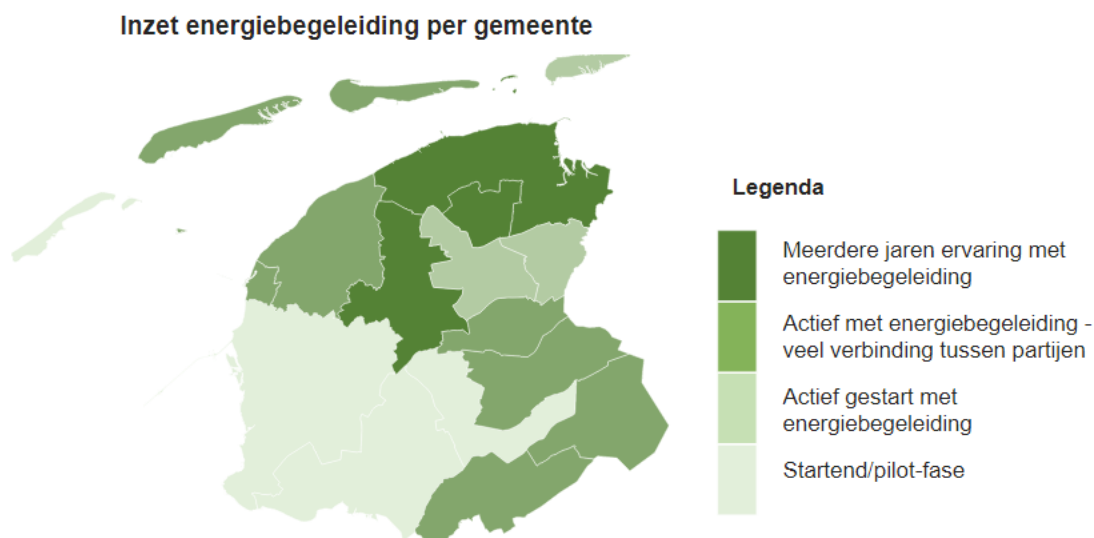 Inzet energiebegeleiding per gemeente
Legenda
Meerdere jaren ervaring met
energiebegeleiding
Actief met energiebegeleiding -
veel verbinding tussen partijen
Actief gestart met
energiebegeleiding
Startend/pilot-fase